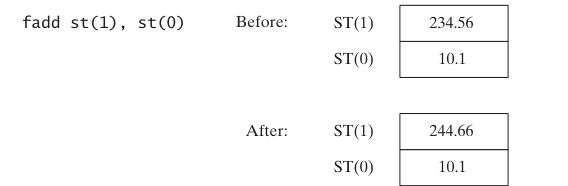 fadd st(1), st(0) Before: ST(1) 234.56
ST(0) 10.1
After: ST(1) 244.66
ST(0) 10.1